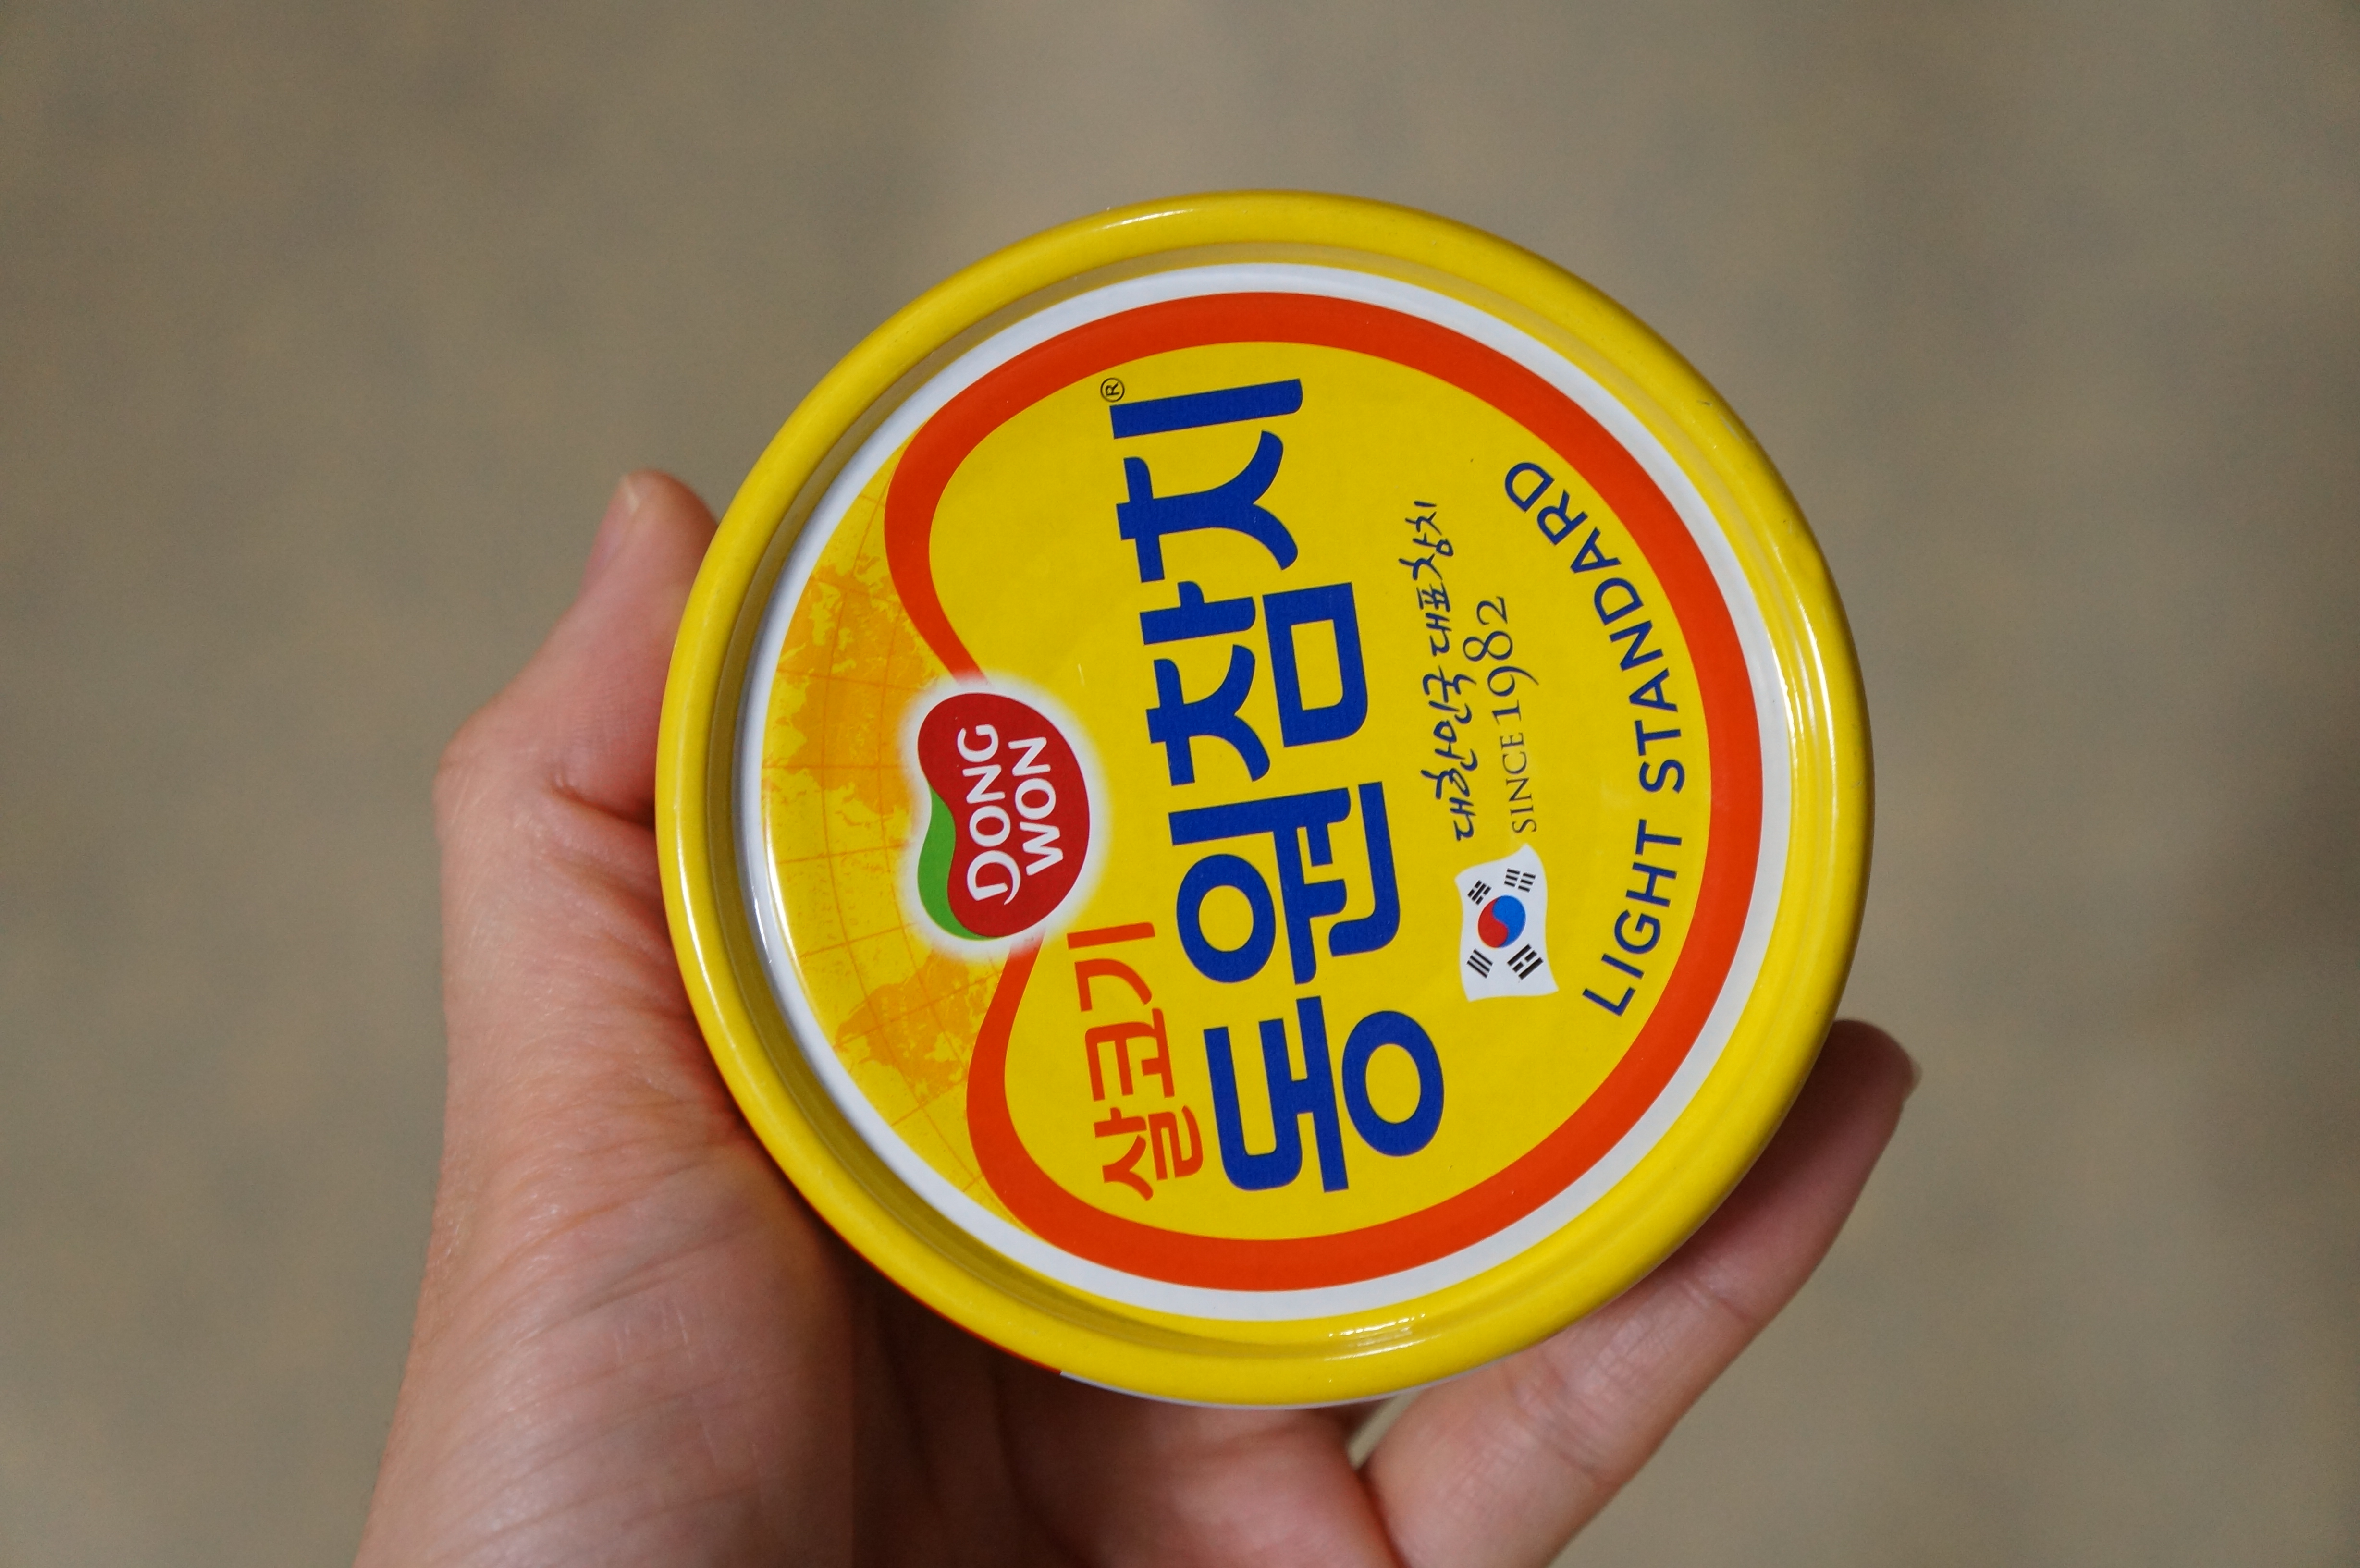 DONG
WON
살코기
동원참치®
대한민국 대표참치
SINCE 1982
LIGHT STANDARD